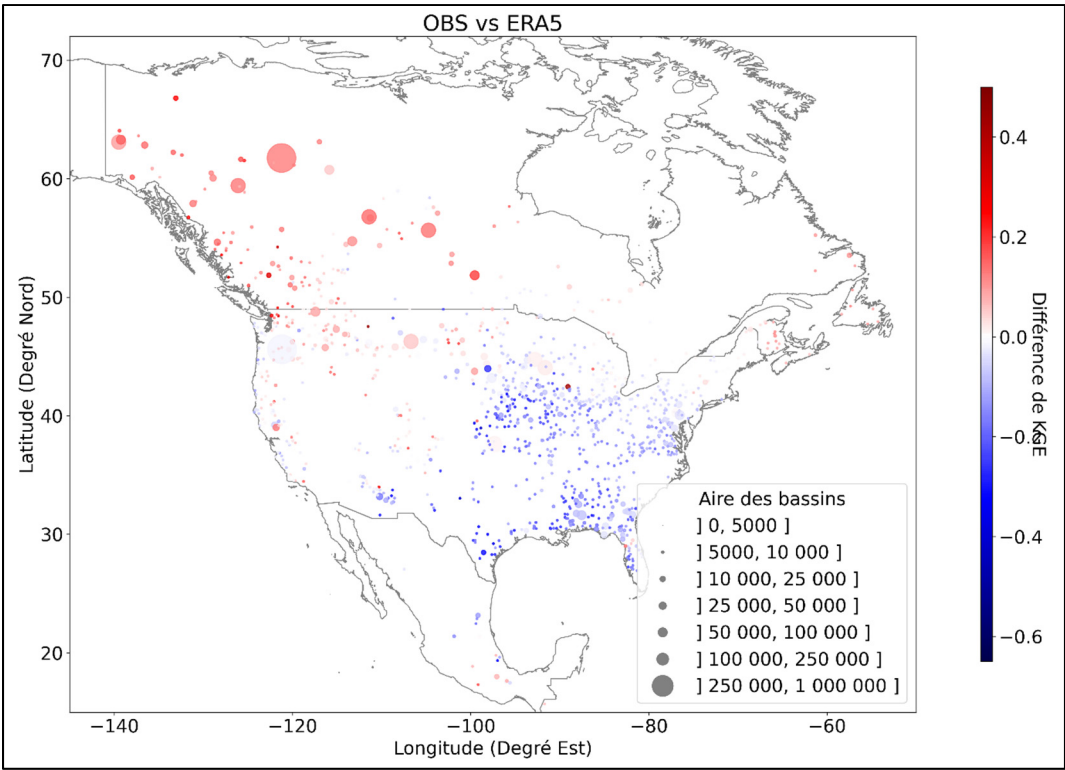 OBS vs ERA5
70
60
50
40
30
20
Latitude (Degré Nord)
−140
−120
−100
−80
−60
Longitude (Degré Est)
Aire des bassins
] 0, 5000 ]
] 5000, 10 000 ]
] 10 000, 25 000 ]
] 25 000, 50 000 ]
] 50 000, 100 000 ]
] 100 000, 250 000 ]
] 250 000, 1 000 000 ]
0.4
0.2
0.0
−0.2
−0.4
−0.6
Différence de KGE